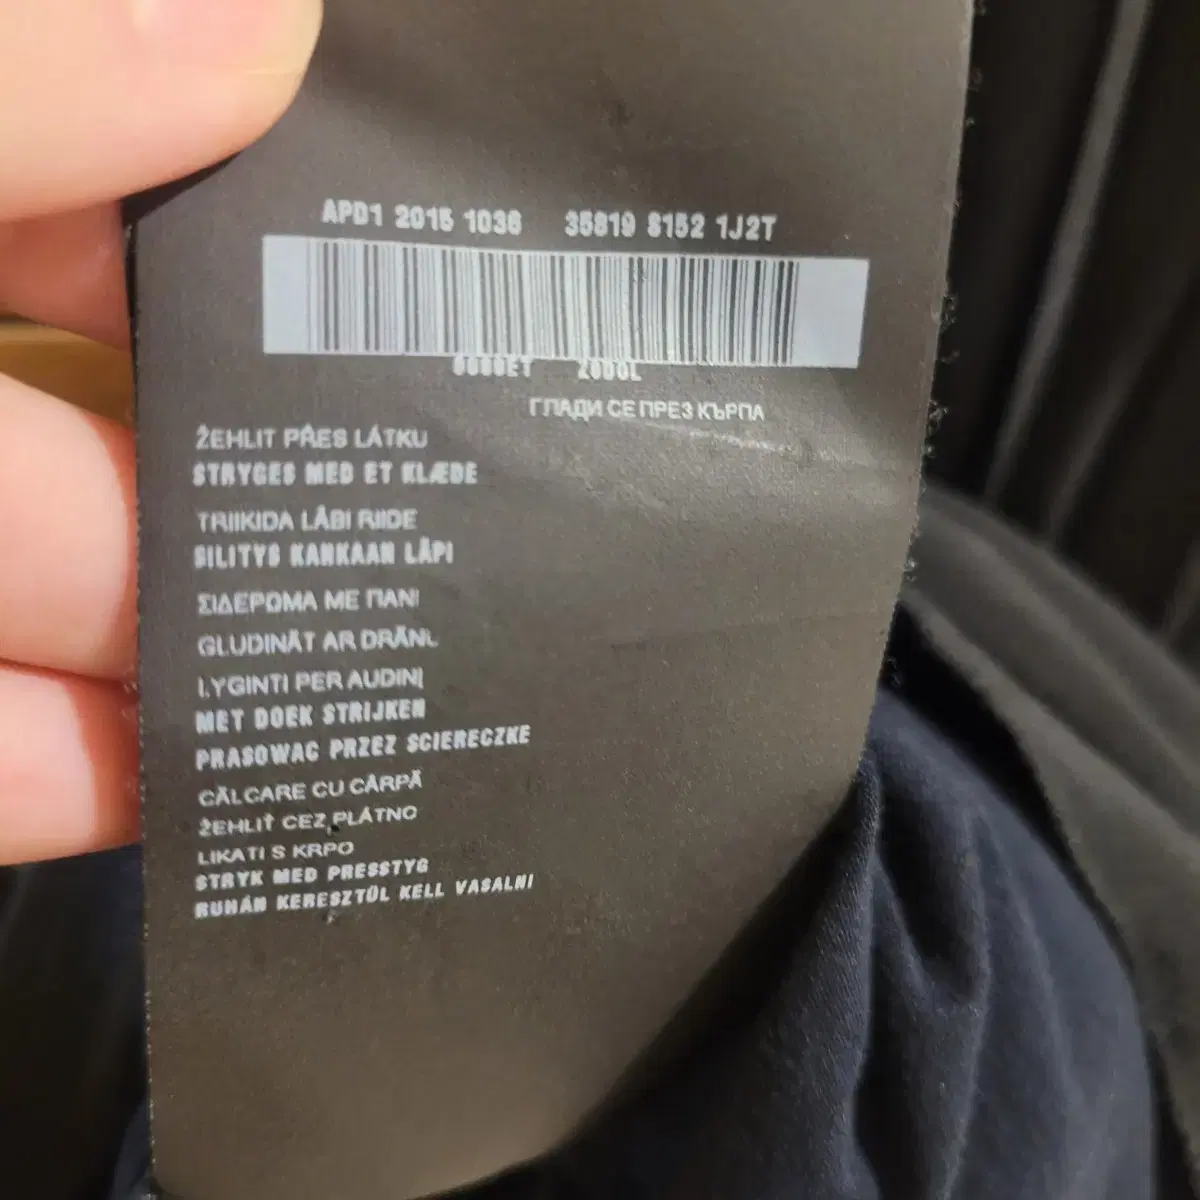 APD1 2015 1036 35819 8152 1J2T
ГЛАДИ СЕ ПРЕЗ КЪРПА
ŽEHLIT PŘES LÁTKU
STRYGES MED ET KLÆDE
TRIIKIDA LÄBI RIIDE
SILITYS KANKAAN LÄPI
ΣΙΔΕΡΩΜΑ ΜΕ ΠΑΝΙ
GLUDINĀT AR DRĀNU
LYGINTI PER AUDINĮ
MET DOEK STRIJKEN
PRASOWAC PRZEZ SCIERECZKE
CĂLCARE CU CÂRPĂ
ŽEHLIŤ CEZ PLÁTNO
LIKATI S KRPO
STRYK MED PRESSTYG
RUHÁN KERESZTÜL KELL VASALNI